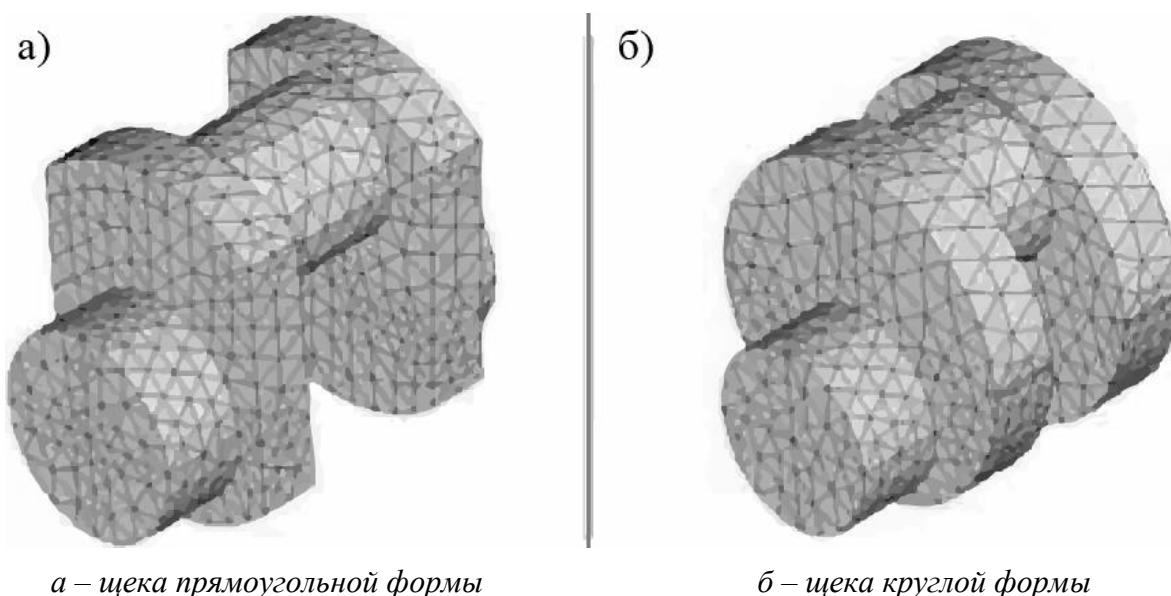 а)
б)
а – щека прямоугольной формы
б – щека круглой формы